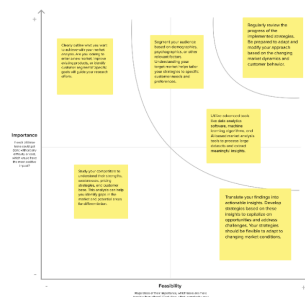 +
Regularly review the
progress of the
implemented strategies,
be prepared to adapt and
modify your approach
based on the changing
market dynamics and
customer behavior.
Clearly outline what you want
to achieve with your market
analysis. Are you looking to
enter a new market, improve
existing products, or identify
customer segments? Specific
goals will guide your research
efforts.
Segment your audience
based on demographics,
psychographics, or other
relevant factors.
Understanding your
target market helps tailor
your strategies to specific
customer needs and
preferences.
Utilize advanced tools
like data analytics
software, machine
learning algorithms, and
AI-based market analysis
tools to process large
datasets and extract
meaningful insights.
Importance
Study your competitors to
understand their strengths,
weaknesses, pricing
strategies, and customer
base. This analysis can help
you identify gaps in the
market and potential areas
for differentiation.
Translate your findings into
actionable insights. Develop
strategies based on these
insights to capitalize on
opportunities and address
challenges. Your strategies
should be flexible to adapt to
changing market conditions.
Feasibility
+